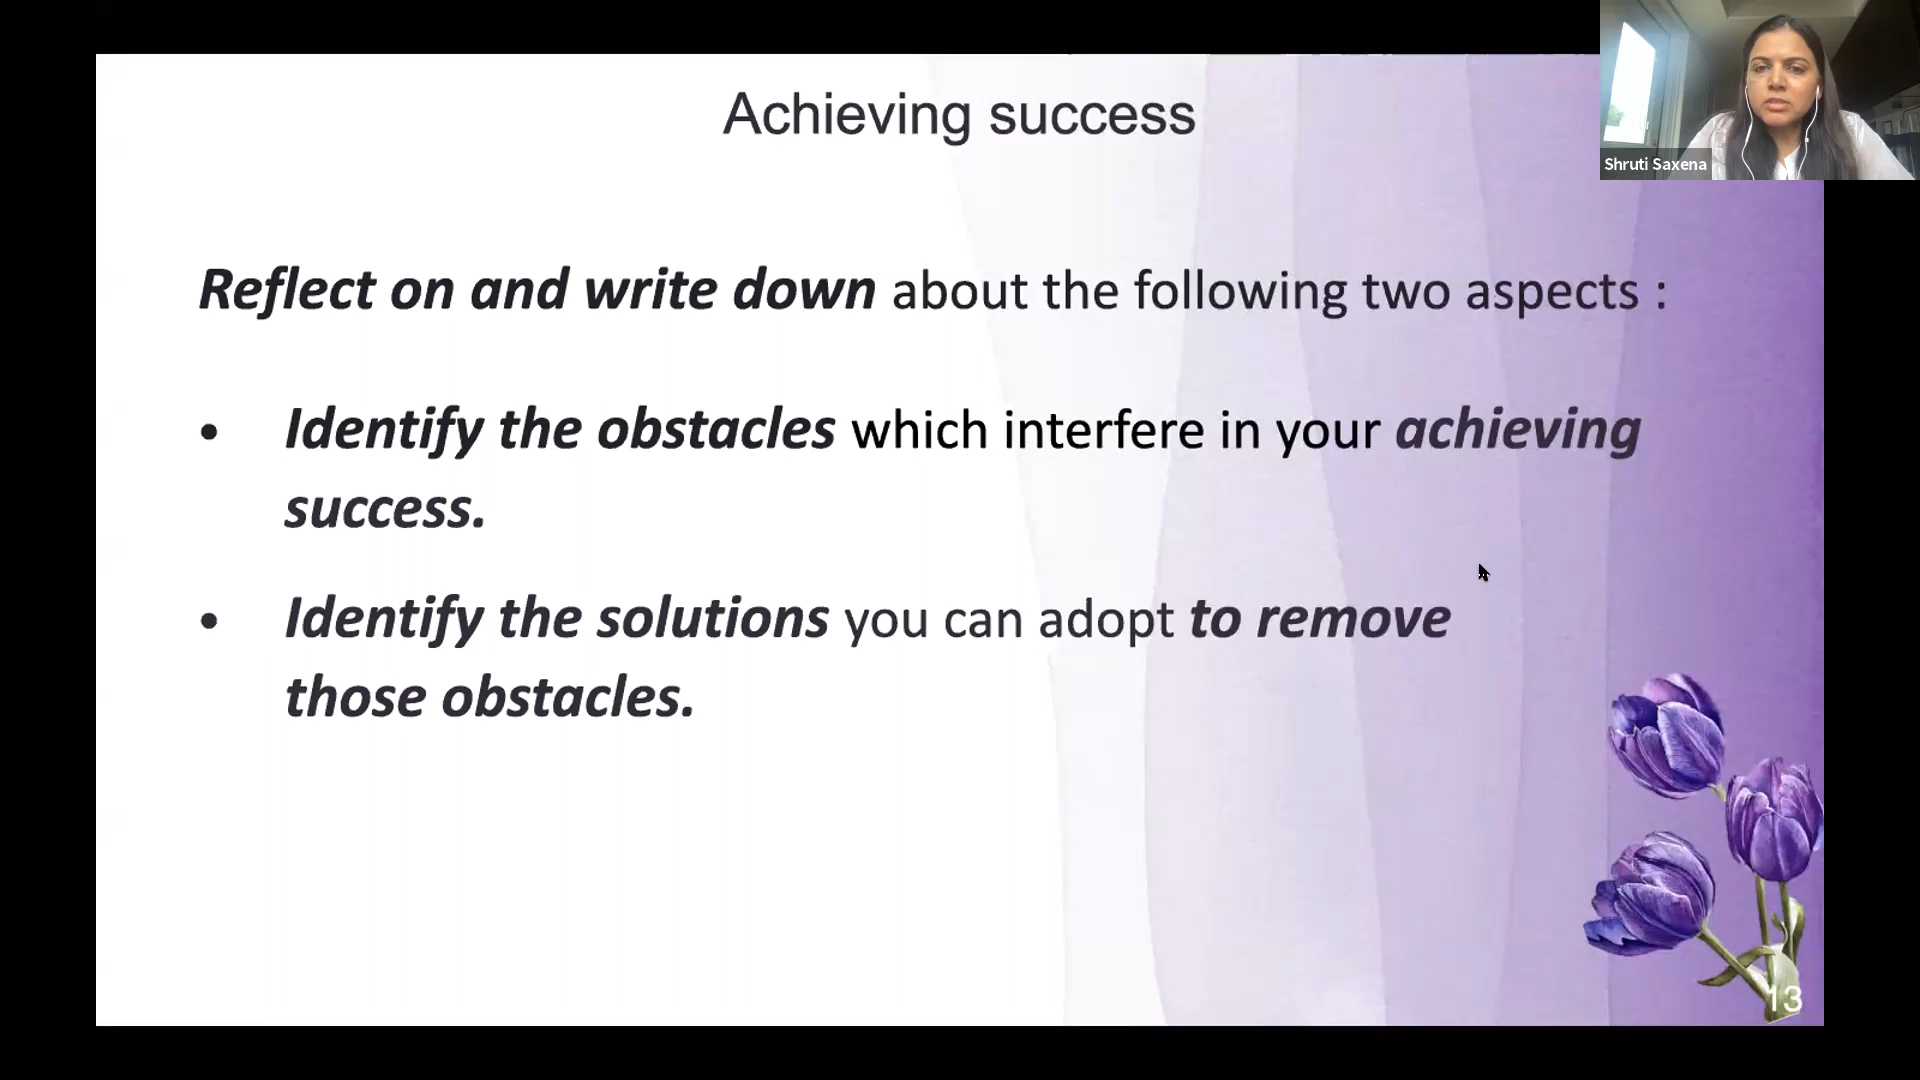 Achieving success
Shruti Saxena
Reflect on and write down about the following two aspects :
• Identify the obstacles which interfere in your achieving
success.
• Identify the solutions you can adopt to remove
those obstacles.
13